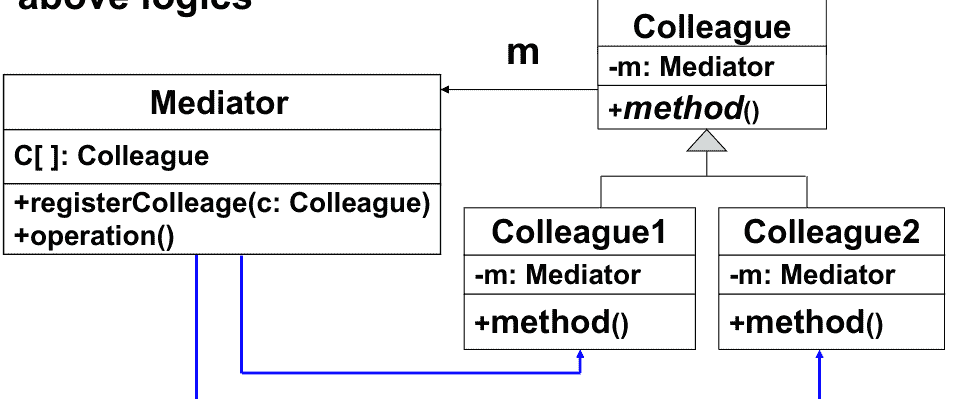 above logics
m
Mediator
C[ ]: Colleague
+registerColleage(c: Colleague)
+operation()
Colleague
-m: Mediator
+method()
Colleague1
-m: Mediator
+method()
Colleague2
-m: Mediator
+method()